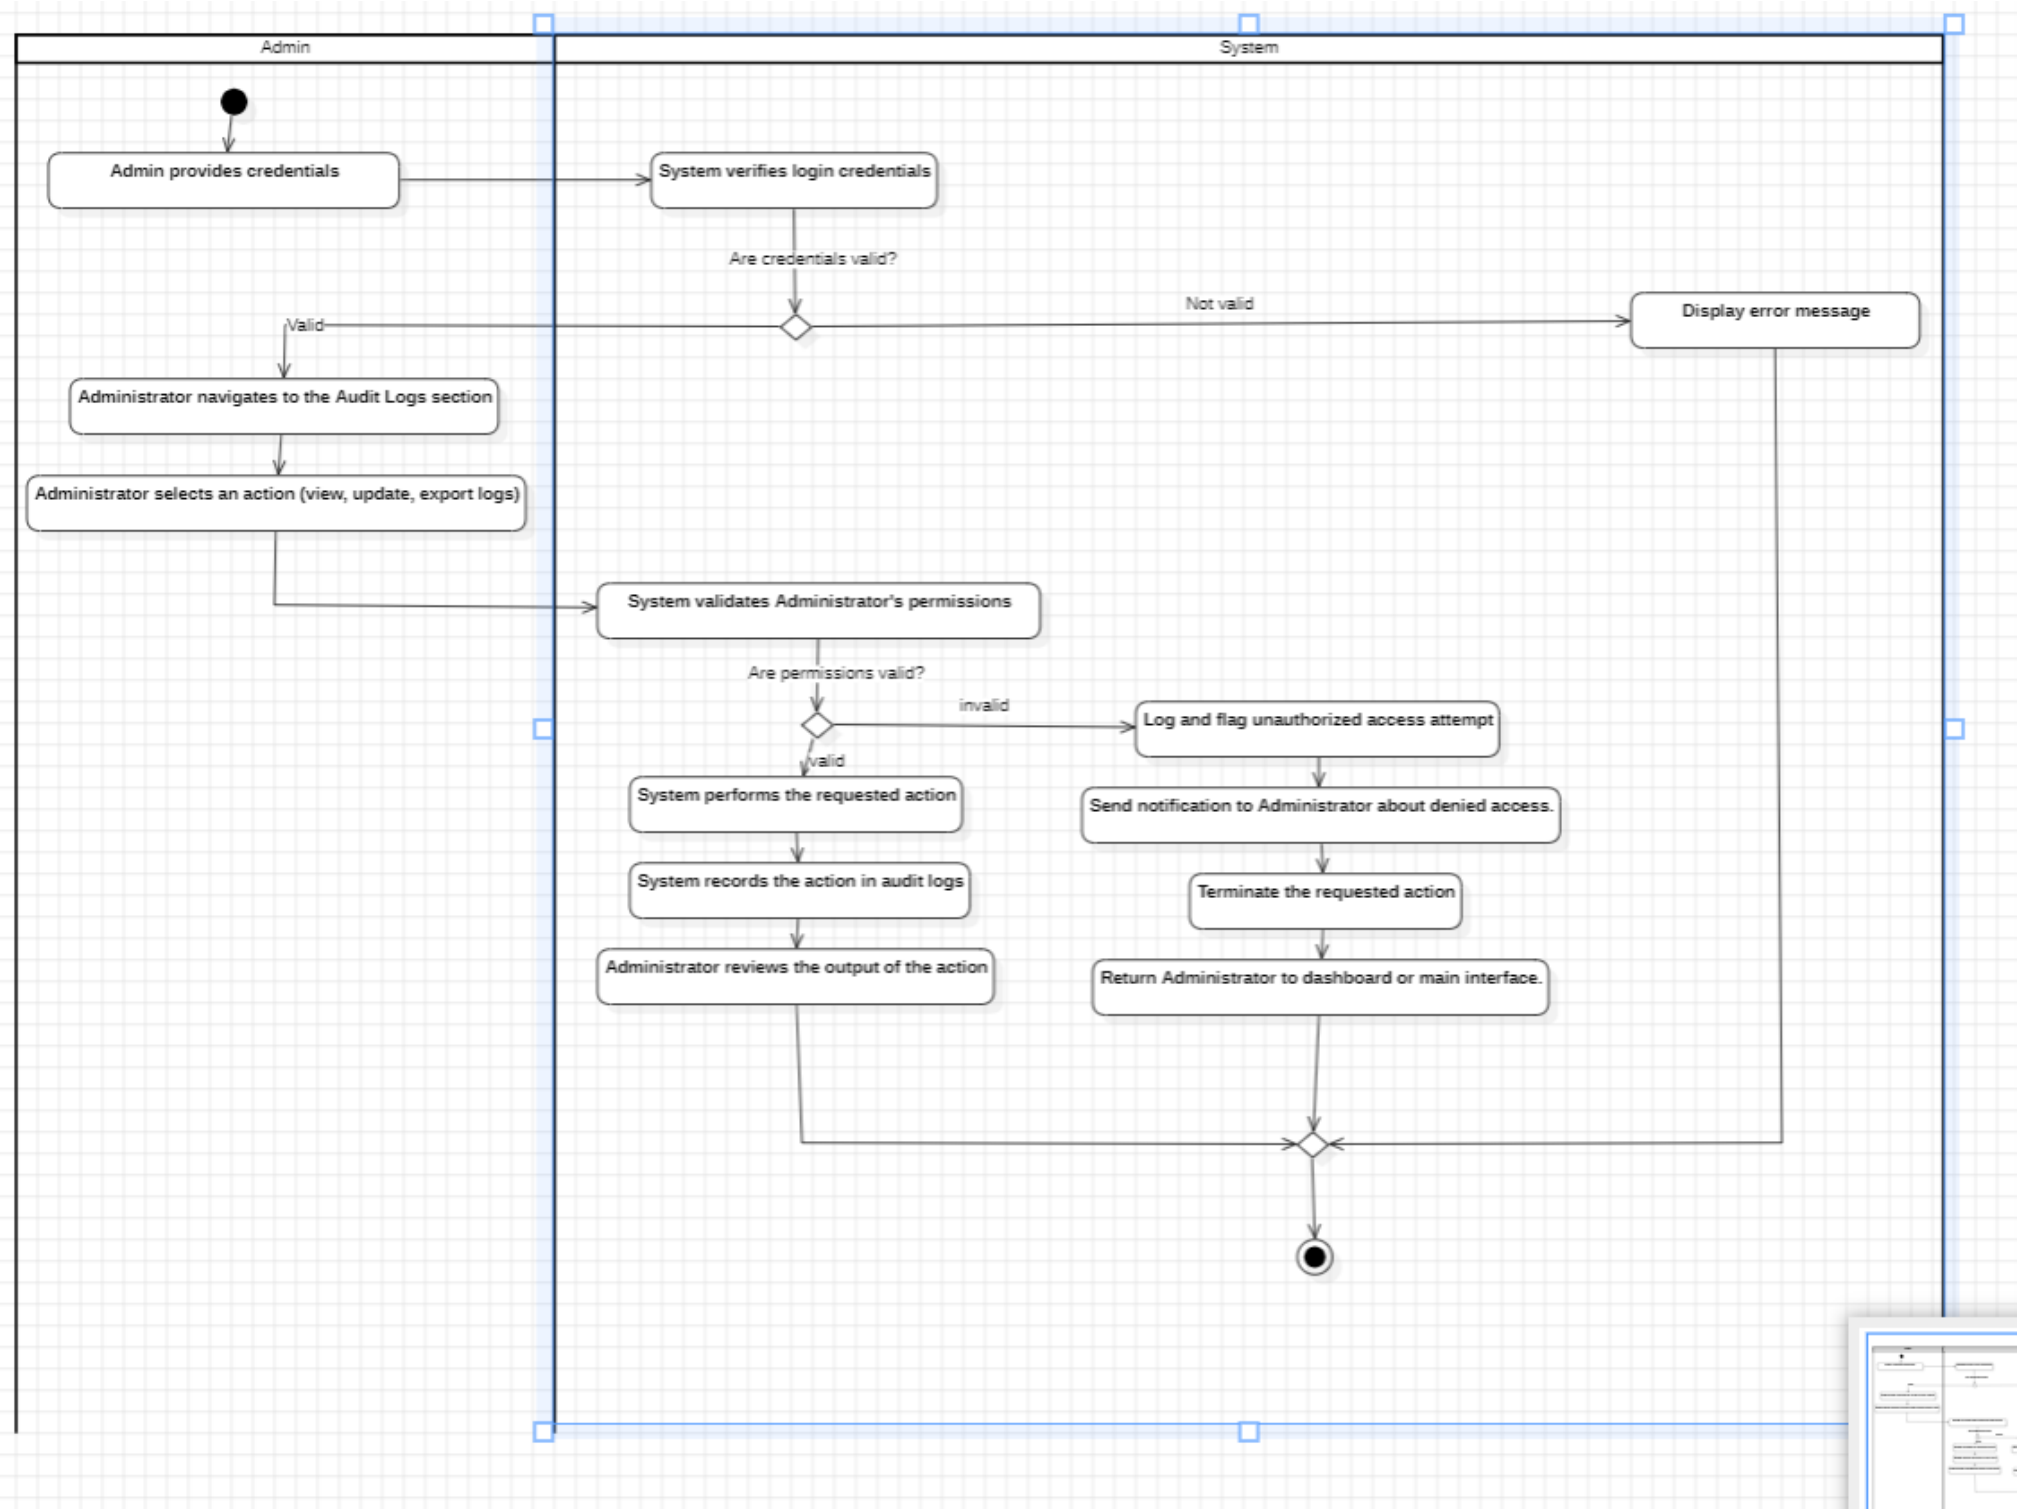 Admin
System
Admin provides credentials
System verifies login credentials
Are credentials valid?
Not valid
Display error message
Valid
Administrator navigates to the Audit Logs section
Administrator selects an action (view, update, export logs)
System validates Administrator's permissions
Are permissions valid?
invalid
Log and flag unauthorized access attempt
valid
System performs the requested action
Send notification to Administrator about denied access.
System records the action in audit logs
Terminate the requested action
Administrator reviews the output of the action
Return Administrator to dashboard or main interface.